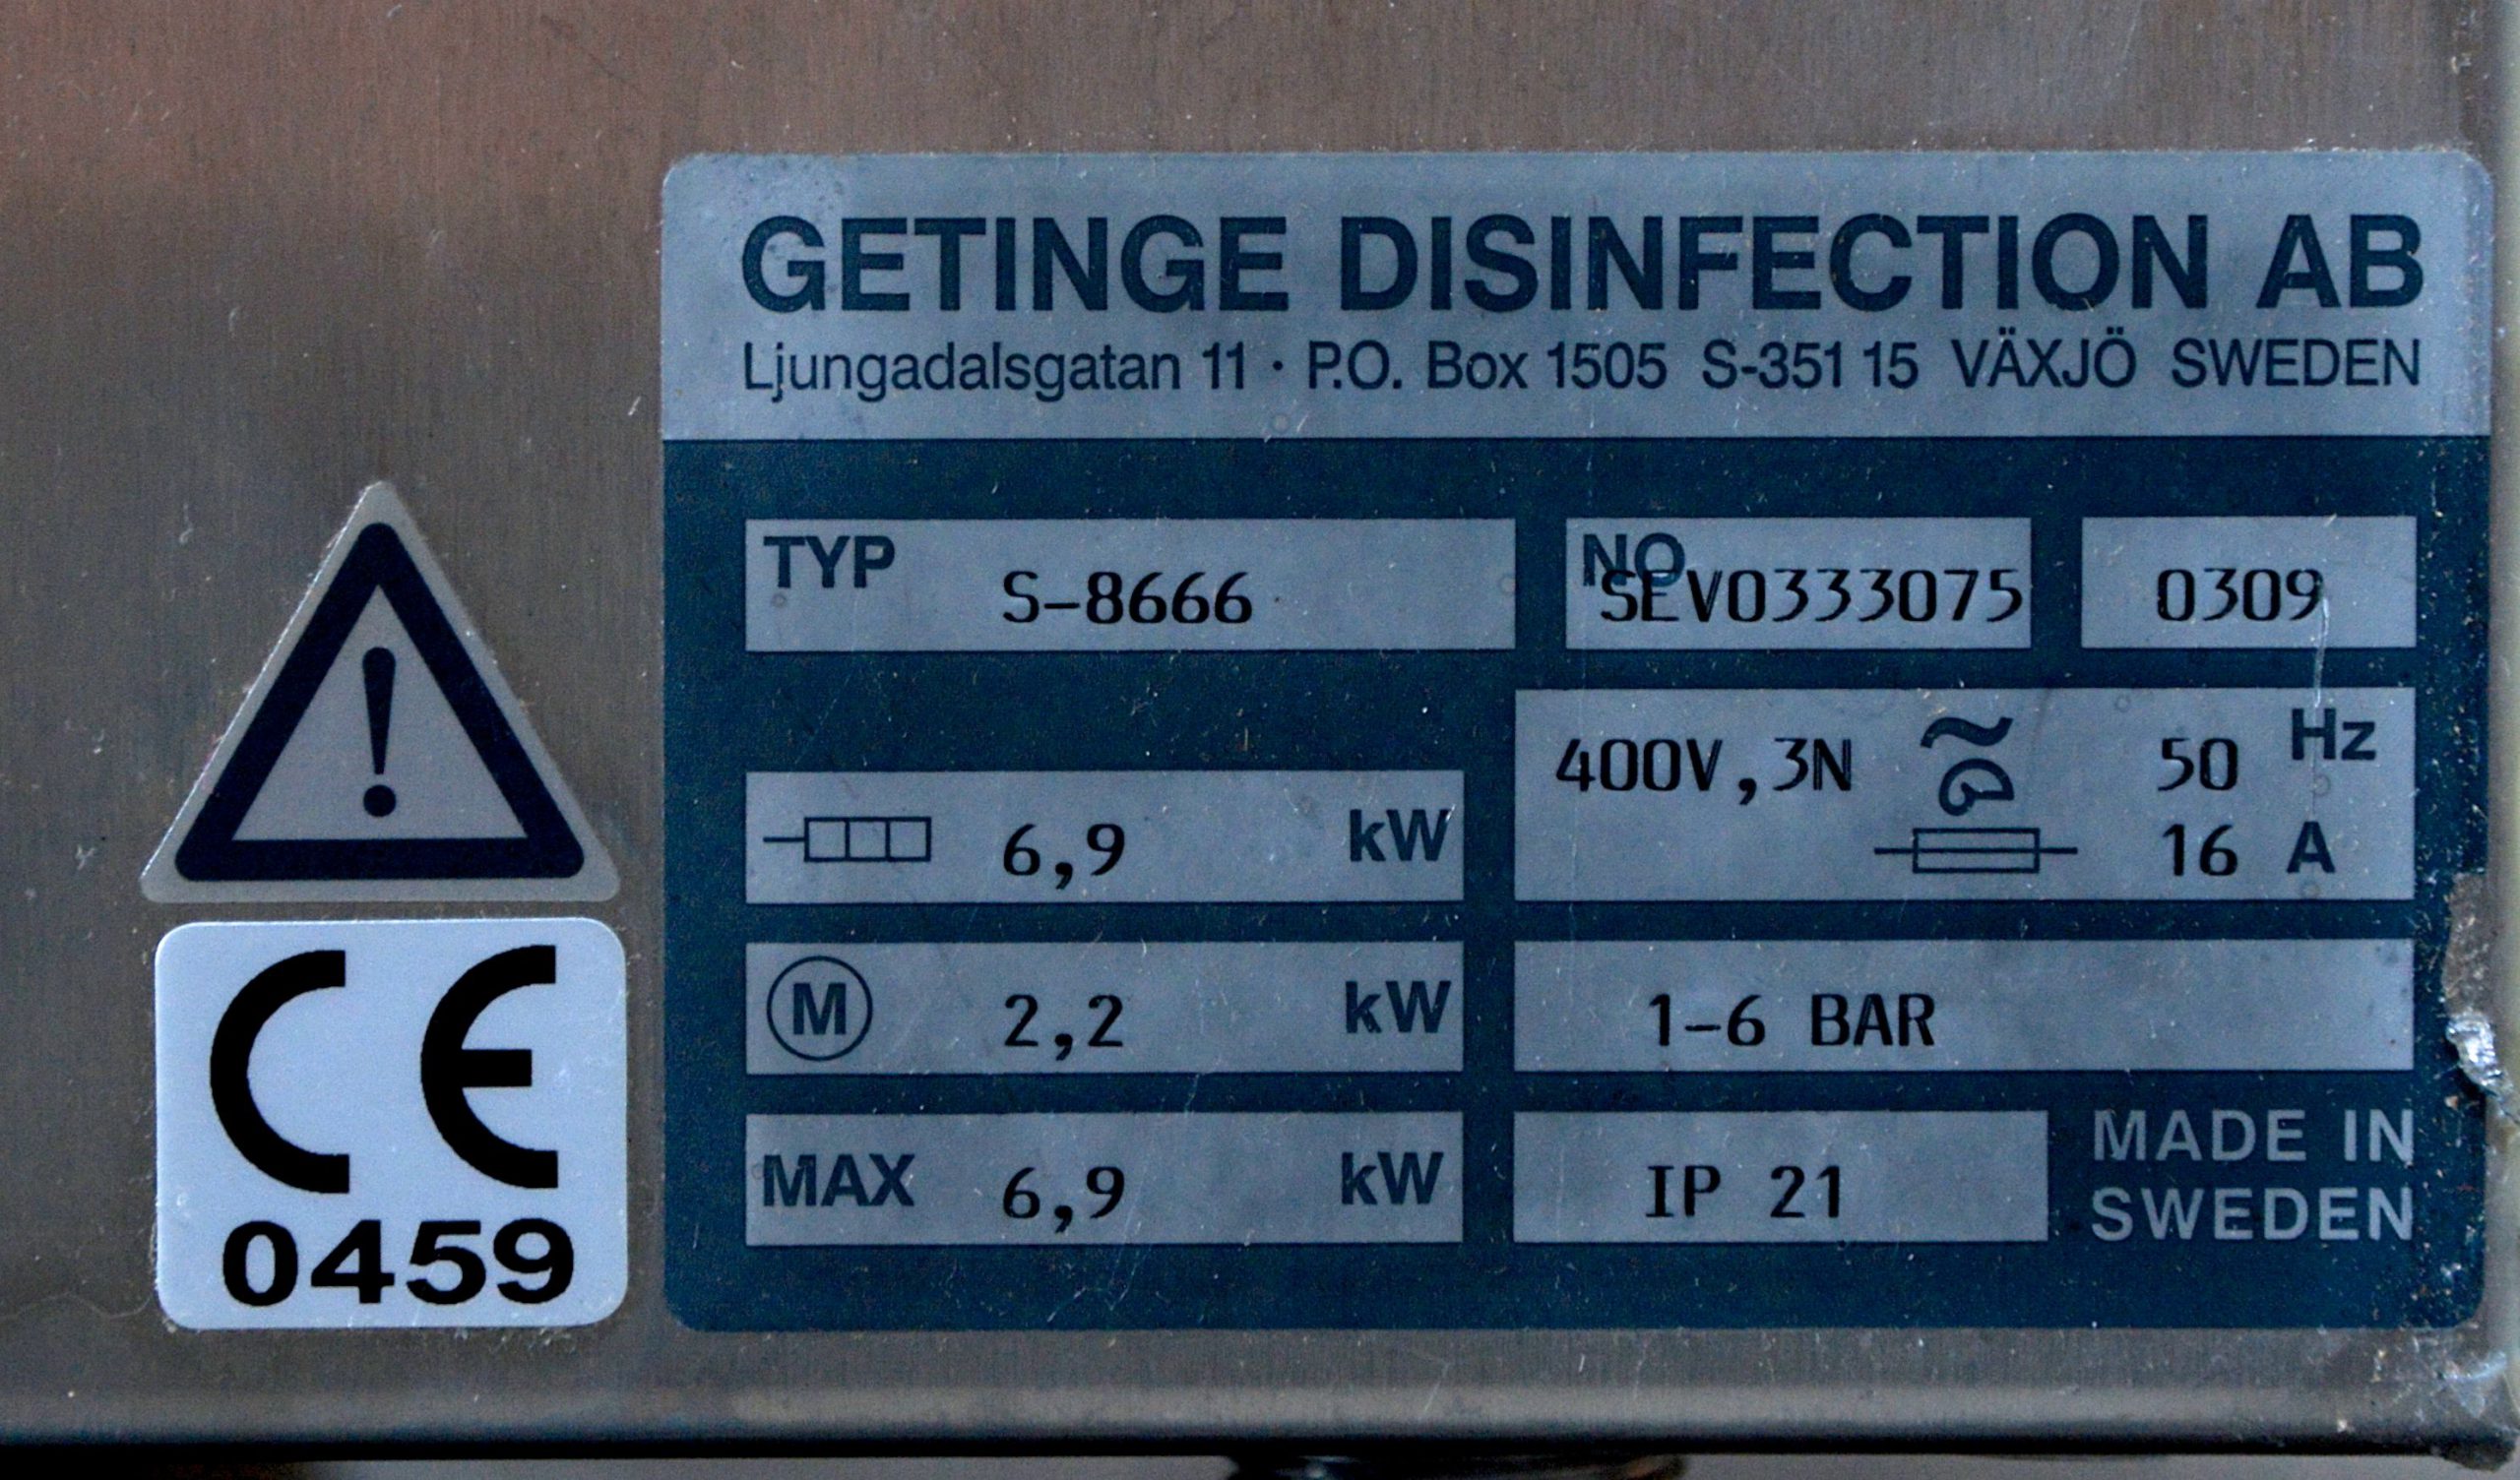 GETINGE DISINFECTION AB
Ljungadalsgatan 11 · P.O. Box 1505 S-351 15 VÄXJÖ SWEDEN
TYP S-8666
NO SEV0333075
0309
400V,3N 50 Hz
16 A
6,9 kW
M 2,2 kW
1-6 BAR
MAX 6,9 kW
IP 21
MADE IN
SWEDEN
!
CE
0459